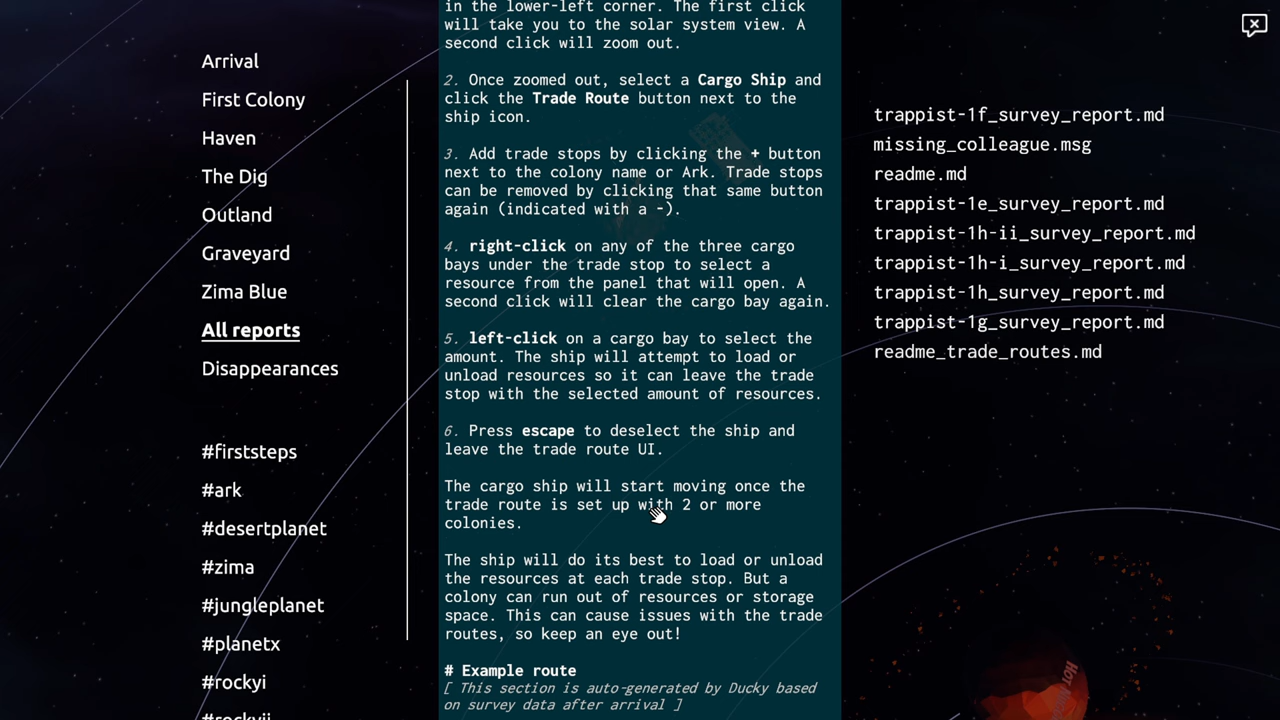 Arrival
First Colony
Haven
The Dig
Outland
Graveyard
Zima Blue
All reports
Disappearances
#firststeps
#ark
#desertplanet
#zima
#jungleplanet
#planetx
#rockyi
#rockyii
in the lower-left corner. The first click
will take you to the solar system view. A
second click will zoom out.
2. Once zoomed out, select a Cargo Ship and
click the Trade Route button next to the
ship icon.
3. Add trade stops by clicking the + button
next to the colony name or Ark. Trade stops
can be removed by clicking that same button
again (indicated with a -).
4. right-click on any of the three cargo
bays under the trade stop to select a
resource from the panel that will open. A
second click will clear the cargo bay again.
5. left-click on a cargo bay to select the
amount. The ship will attempt to load or
unload resources so it can leave the trade
stop with the selected amount of resources.
6. Press escape to deselect the ship and
leave the trade route UI.
The cargo ship will start moving once the
trade route is set up with 2 or more
colonies.
The ship will do its best to load or unload
the resources at each trade stop. But a
colony can run out of resources or storage
space. This can cause issues with the trade
routes, so keep an eye out!
# Example route
[ This section is auto-generated by Ducky based
on survey data after arrival ]
trappist-1f_survey_report.md
missing_colleague.msg
readme.md
trappist-1e_survey_report.md
trappist-1h-ii_survey_report.md
trappist-1h-i_survey_report.md
trappist-1h_survey_report.md
trappist-1g_survey_report.md
readme_trade_routes.md